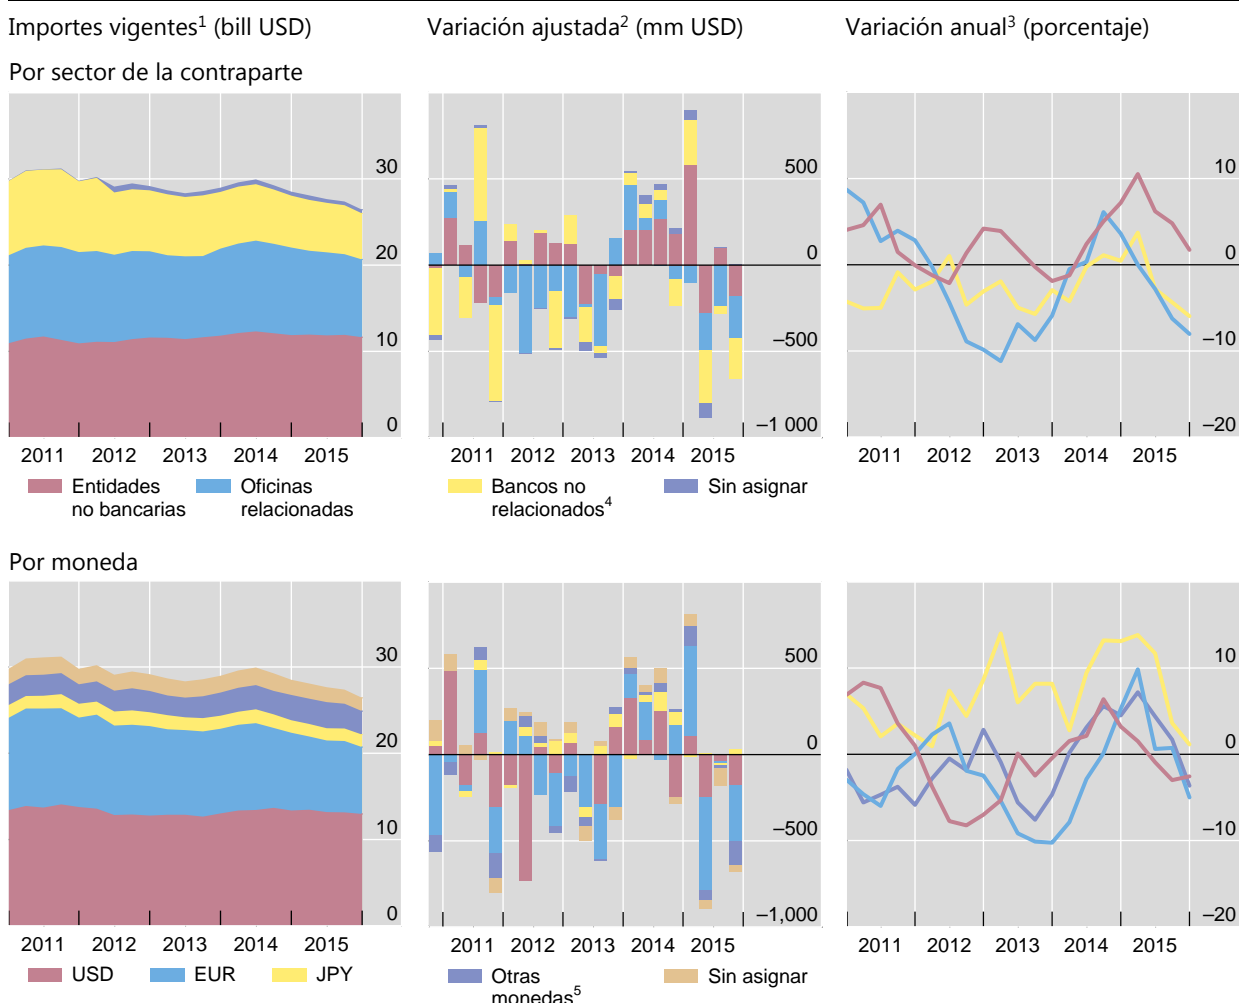 Importes vigentes¹ (bill USD)
Variación ajustada² (mm USD)
Variación anual³ (porcentaje)
Por sector de la contraparte
30
20
10
0
2011 2012 2013 2014 2015
500
0
–500
–1 000
2011 2012 2013 2014 2015
10
0
–10
–20
2011 2012 2013 2014 2015
Entidades
no bancarias
Oficinas
relacionadas
Bancos no
relacionados⁴
Sin asignar
Por moneda
30
20
10
0
2011 2012 2013 2014 2015
500
0
–500
–1,000
2011 2012 2013 2014 2015
10
0
–10
–20
2011 2012 2013 2014 2015
USD
EUR
JPY
Otras
monedas⁵
Sin asignar